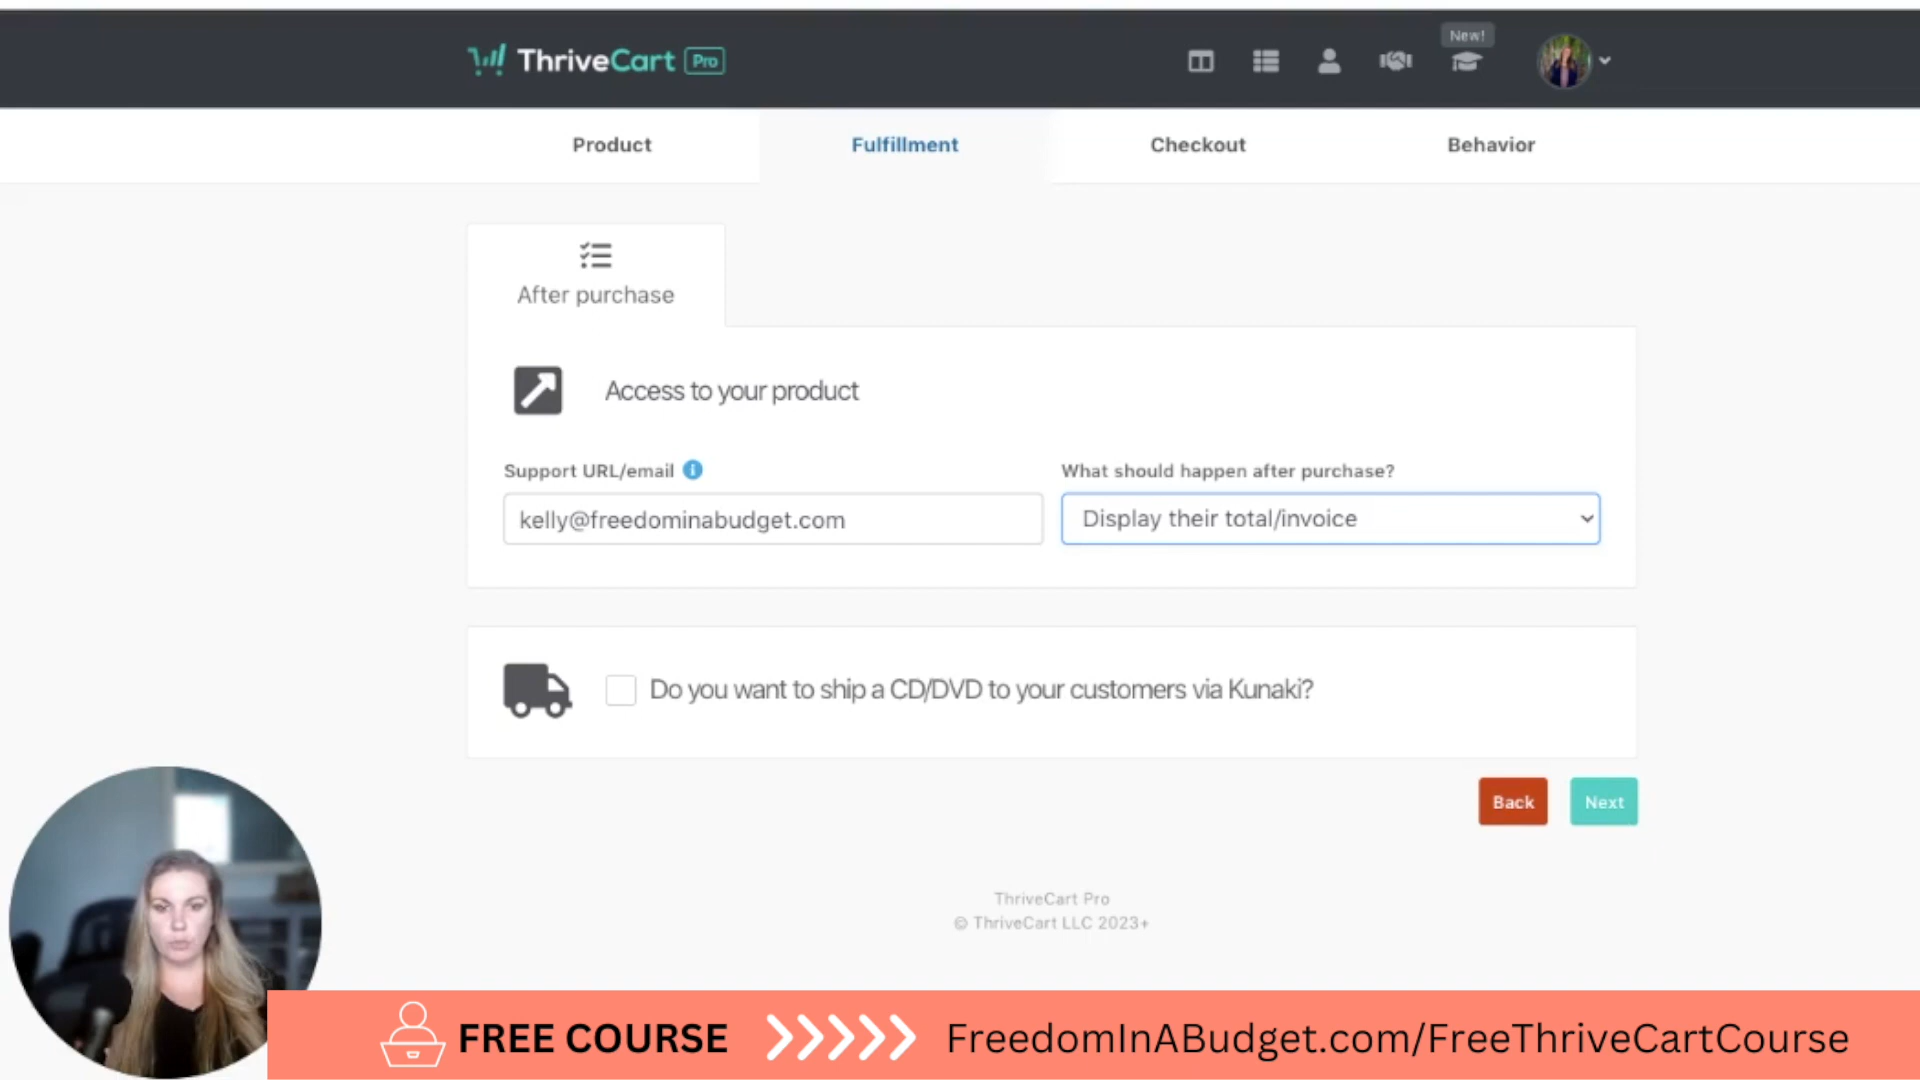 ThriveCart Pro
New!
Product
Fulfillment
Checkout
Behavior
After purchase
Access to your product
Support URL/email
What should happen after purchase?
kelly@freedominabudget.com
Display their total/invoice
Do you want to ship a CD/DVD to your customers via Kunaki?
Back
Next
ThriveCart Pro
© ThriveCart LLC 2023+
FREE COURSE
FreedomInABudget.com/FreeThriveCartCourse